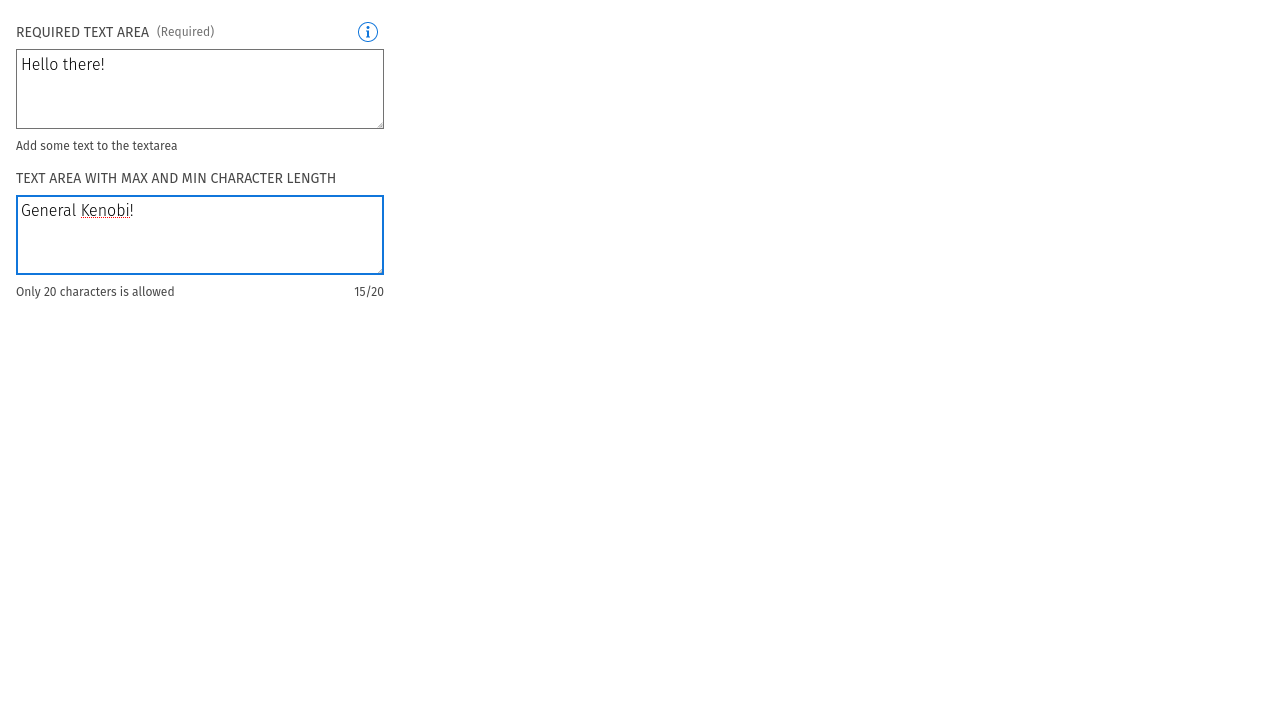 REQUIRED TEXT AREA (Required)
Hello there!
Add some text to the textarea
TEXT AREA WITH MAX AND MIN CHARACTER LENGTH
General Kenobi!
Only 20 characters is allowed 15/20